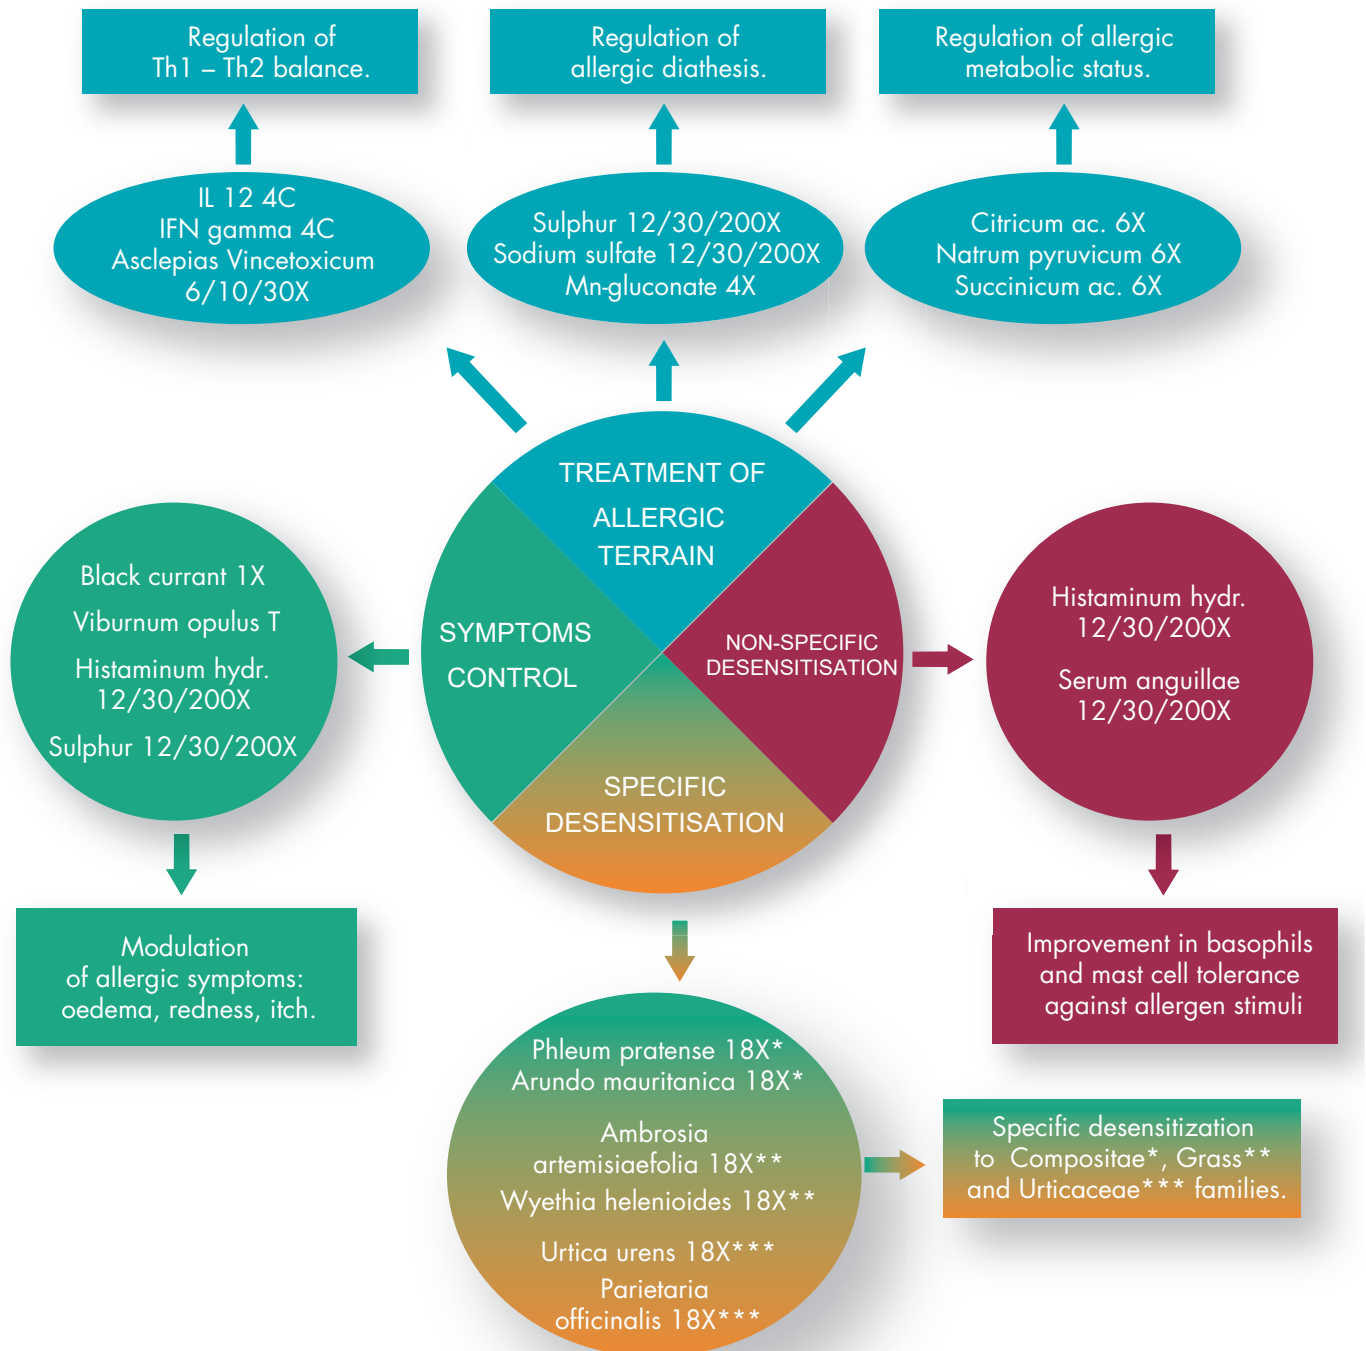 Regulation of
Th1 – Th2 balance.
Regulation of
allergic diathesis.
Regulation of allergic
metabolic status.
IL 12 4C
IFN gamma 4C
Asclepias Vincetoxicum
6/10/30X
Sulphur 12/30/200X
Sodium sulfate 12/30/200X
Mn-gluconate 4X
Citricum ac. 6X
Natrum pyruvicum 6X
Succinicum ac. 6X
TREATMENT OF
ALLERGIC
TERRAIN
SYMPTOMS
CONTROL
NON-SPECIFIC
DESENSITISATION
SPECIFIC
DESENSITISATION
Black currant 1X
Viburnum opulus T
Histaminum hydr.
12/30/200X
Sulphur 12/30/200X
Histaminum hydr.
12/30/200X
Serum anguillae
12/30/200X
Modulation
of allergic symptoms:
oedema, redness, itch.
Improvement in basophils
and mast cell tolerance
against allergen stimuli
Phleum pratense 18X*
Arundo mauritanica 18X*
Ambrosia
artemisiaefolia 18X**
Wyethia helenioides 18X**
Urtica urens 18X***
Parietaria
officinalis 18X***
Specific desensitization
to Compositae*, Grass**
and Urticaceae*** families.